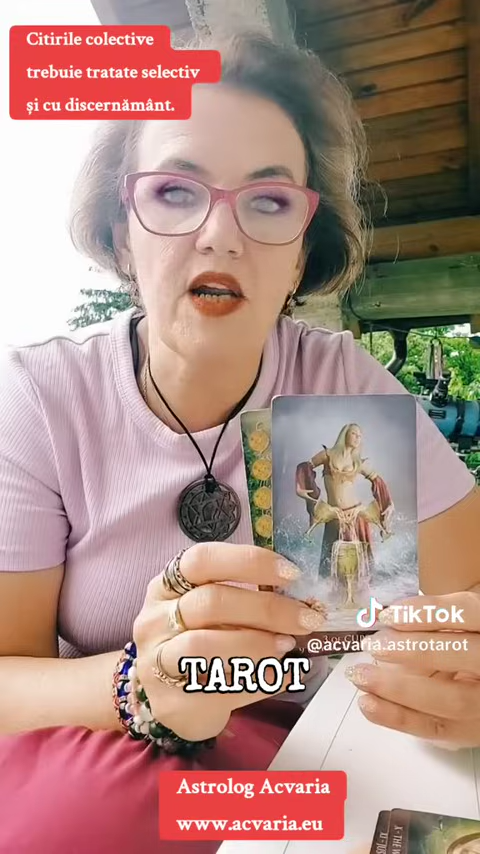 Citirile colective
trebuie tratate selectiv
și cu discernământ.
TikTok
@acvaria.astrotarot
TAROT
Astrolog Acvaria
www.acvaria.eu